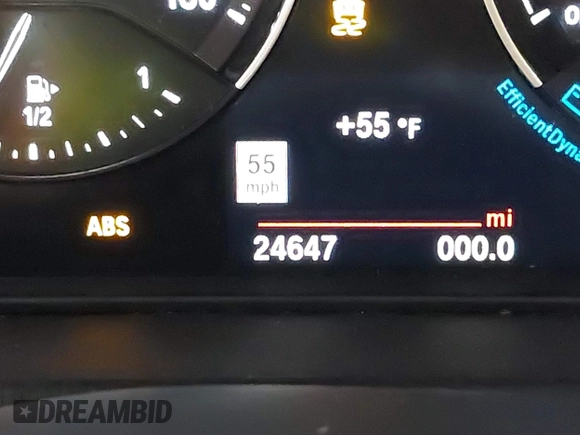 1
1/2
+55 °F
EfficientDyna
55
mph
ABS
mi
24647 000.0
DREAMBID